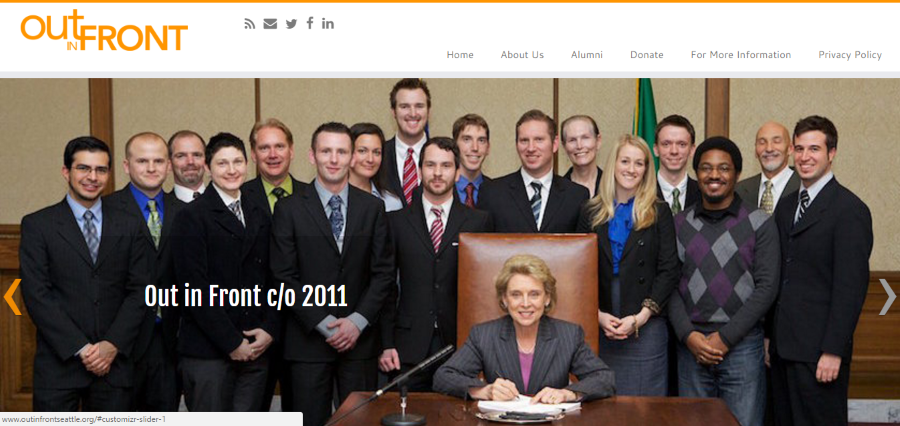 Out
IN FRONT
Home About Us Alumni Donate For More Information Privacy Policy
Out in Front c/o 2011
www.outinfrontseattle.org/#customizr-slider-1